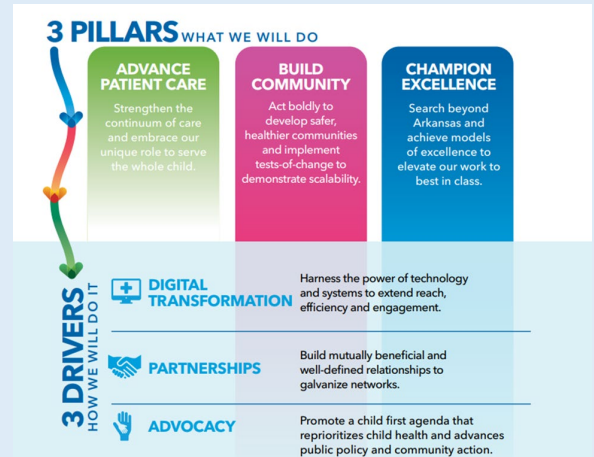 3 PILLARS WHAT WE WILL DO
ADVANCE
PATIENT CARE
Strengthen the
continuum of care
and embrace our
unique role to serve
the whole child.
BUILD
COMMUNITY
Act boldly to
develop safer,
healthier communities
and implement
tests-of-change to
demonstrate scalability.
CHAMPION
EXCELLENCE
Search beyond
Arkansas and
achieve models
of excellence to
elevate our work to
best in class.
3 DRIVERS
HOW WE WILL DO IT
DIGITAL
TRANSFORMATION
Harness the power of technology
and systems to extend reach,
efficiency and engagement.
PARTNERSHIPS
Build mutually beneficial and
well-defined relationships to
galvanize networks.
ADVOCACY
Promote a child first agenda that
reprioritizes child health and advances
public policy and community action.